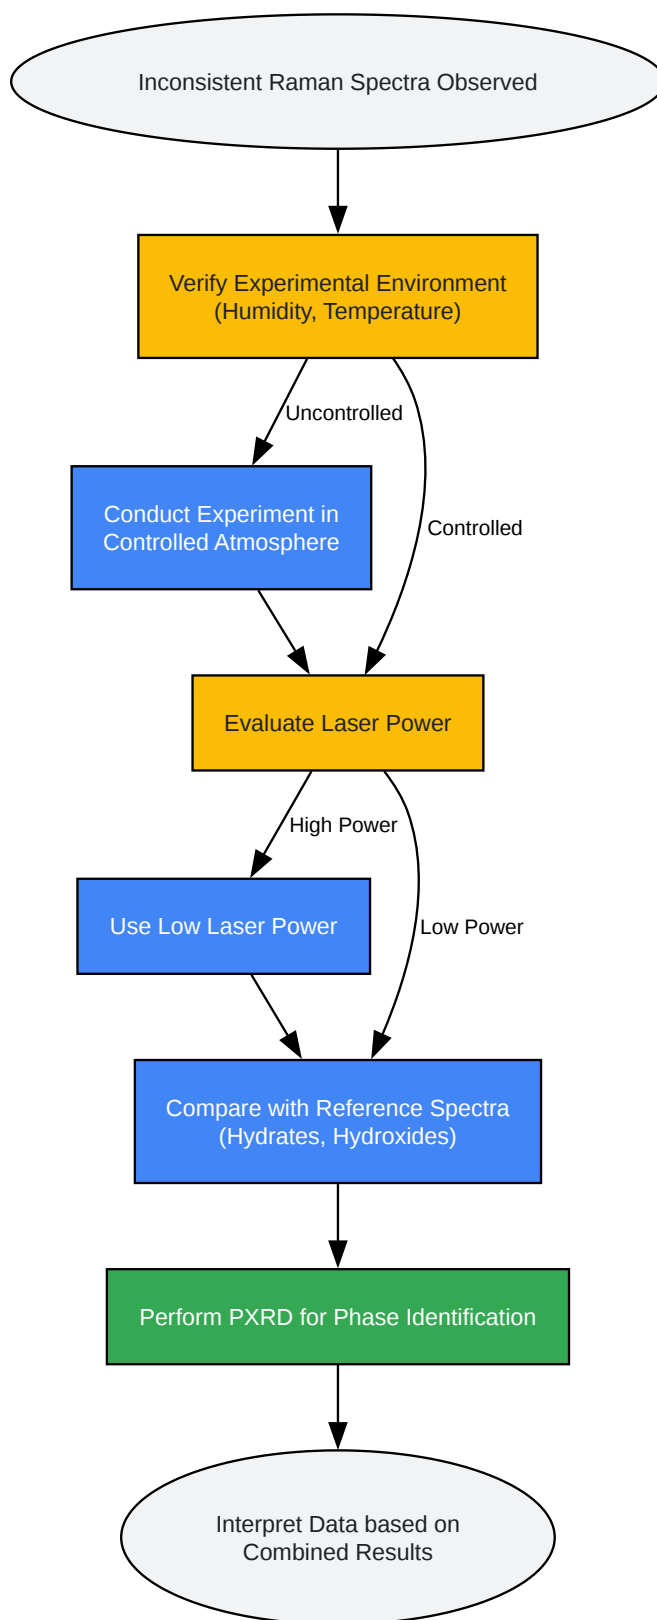 Inconsistent Raman Spectra Observed
Verify Experimental Environment
(Humidity, Temperature)
Uncontrolled
Conduct Experiment in
Controlled Atmosphere
Controlled
Evaluate Laser Power
High Power
Use Low Laser Power
Low Power
Compare with Reference Spectra
(Hydrates, Hydroxides)
Perform PXRD for Phase Identification
Interpret Data based on
Combined Results